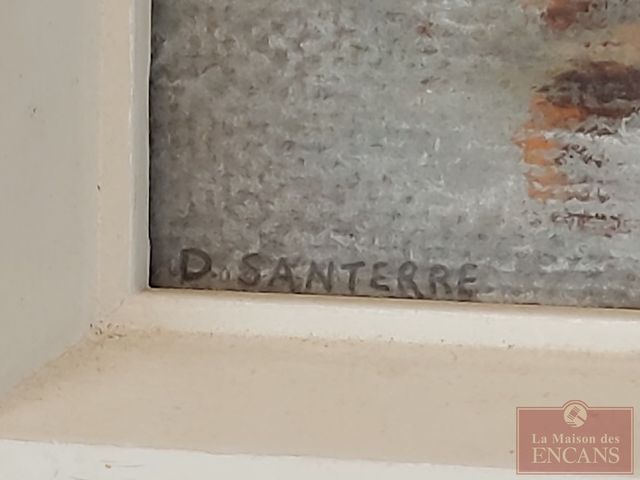 D. SANTERRE
La Maison des
ENCANS